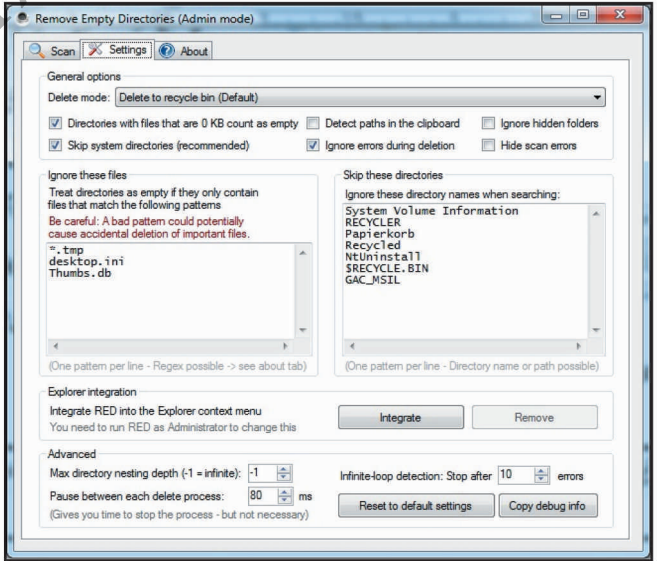 Remove Empty Directories (Admin mode)
Scan Settings About
General options
Delete mode: Delete to recycle bin (Default)
Directories with files that are 0 KB count as empty Detect paths in the clipboard Ignore hidden folders
Skip system directories (recommended) Ignore errors during deletion Hide scan errors
Ignore these files
Treat directories as empty if they only contain
files that match the following patterns
Be careful: A bad pattern could potentially
cause accidental deletion of important files.
*.tmp
desktop.ini
Thumbs.db
(One pattern per line - Regex possible -> see about tab)
Skip these directories
Ignore these directory names when searching:
System Volume Information
RECYCLER
Papierkorb
Recycled
NtUninstall
$RECYCLE.BIN
GAC_MSIL
(One pattern per line - Directory name or path possible)
Explorer integration
Integrate RED into the Explorer context menu
You need to run RED as Administrator to change this
Integrate Remove
Advanced
Max directory nesting depth (-1 = infinite): -1
Pause between each delete process: 80 ms
(Gives you time to stop the process - but not necessary)
Infinite-loop detection: Stop after 10 errors
Reset to default settings Copy debug info